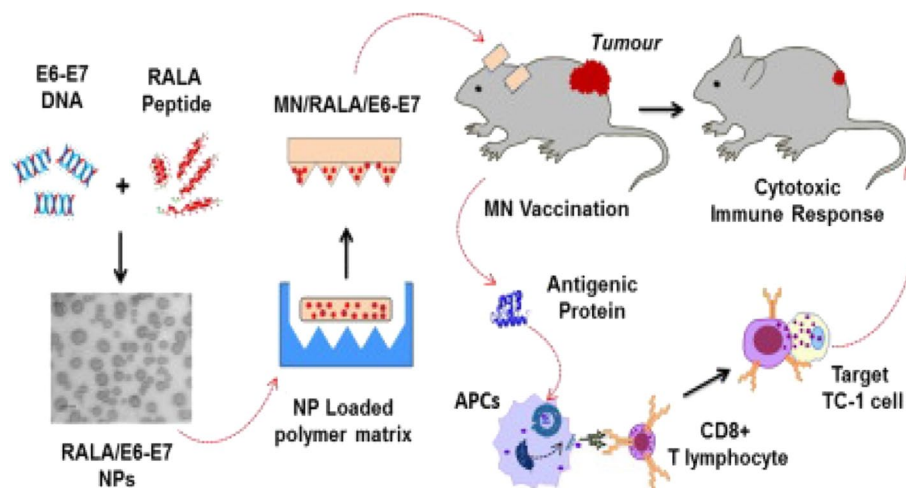 E6-E7
DNA
RALA
Peptide
+
RALA/E6-E7
NPs
MN/RALA/E6-E7
NP Loaded
polymer matrix
Tumour
MN Vaccination
Cytotoxic
Immune Response
Antigenic
Protein
APCs
CD8+
T lymphocyte
Target
TC-1 cell